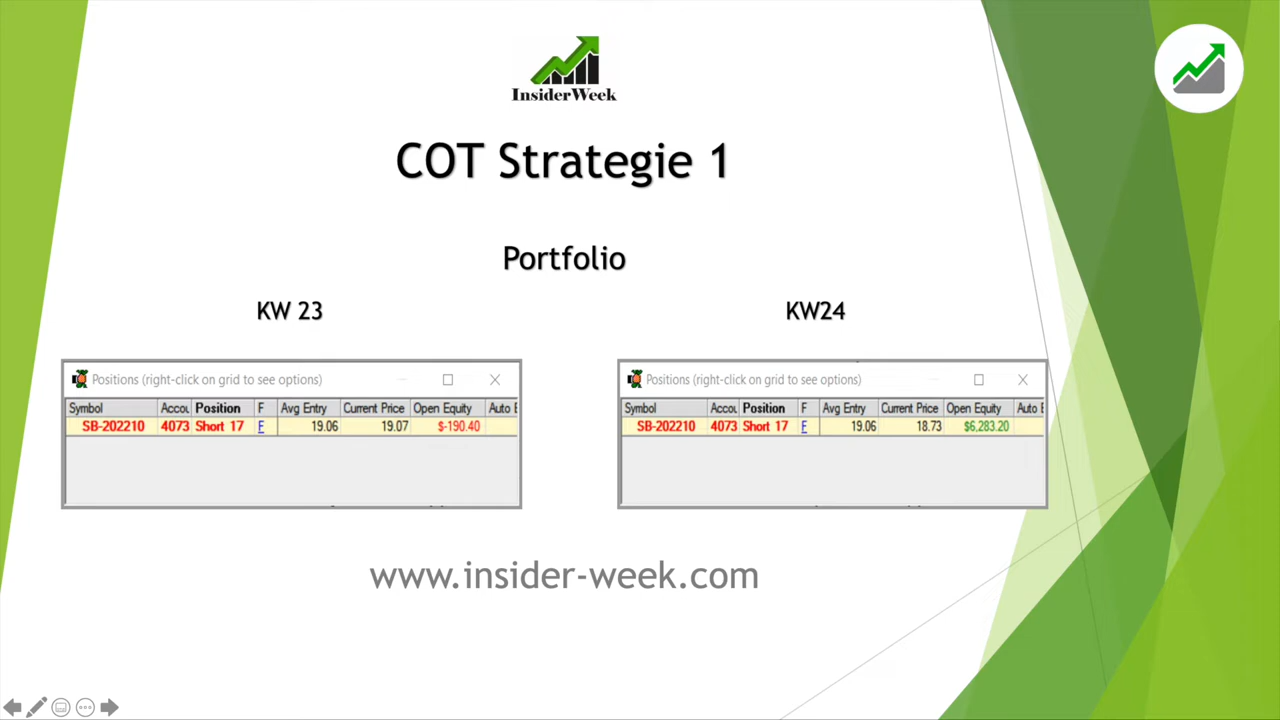 InsiderWeek
COT Strategie 1
Portfolio
KW 23
KW24
Positions (right-click on grid to see options)
Symbol Accou Position F Avg Entry Current Price Open Equity Auto E
SB-202210 4073 Short 17 F 19.06 19.07 $-190.40
Positions (right-click on grid to see options)
Symbol Accou Position F Avg Entry Current Price Open Equity Auto E
SB-202210 4073 Short 17 F 19.06 18.73 $6,283.20
www.insider-week.com